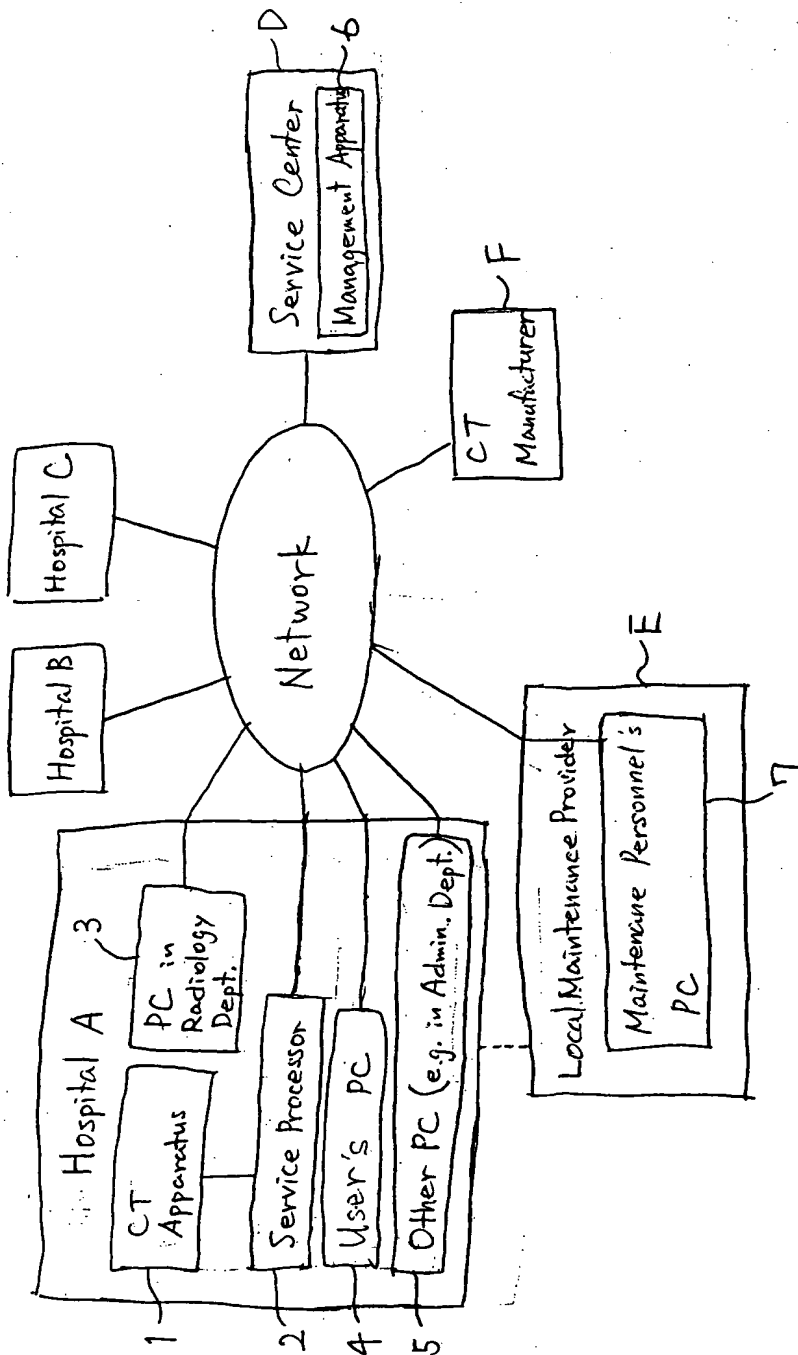 Hospital A
CT
Apparatus
1
PC in
Radiology
Dept.
3
Service Processor
2
User's PC
4
Other PC (e.g. in Admin. Dept.)
5
Hospital B
Hospital C
Network
Service Center
Management Apparatus
D
6
CT
Manufacturer
F
Local Maintenance Provider
Maintenane Personnel's
PC
E
7